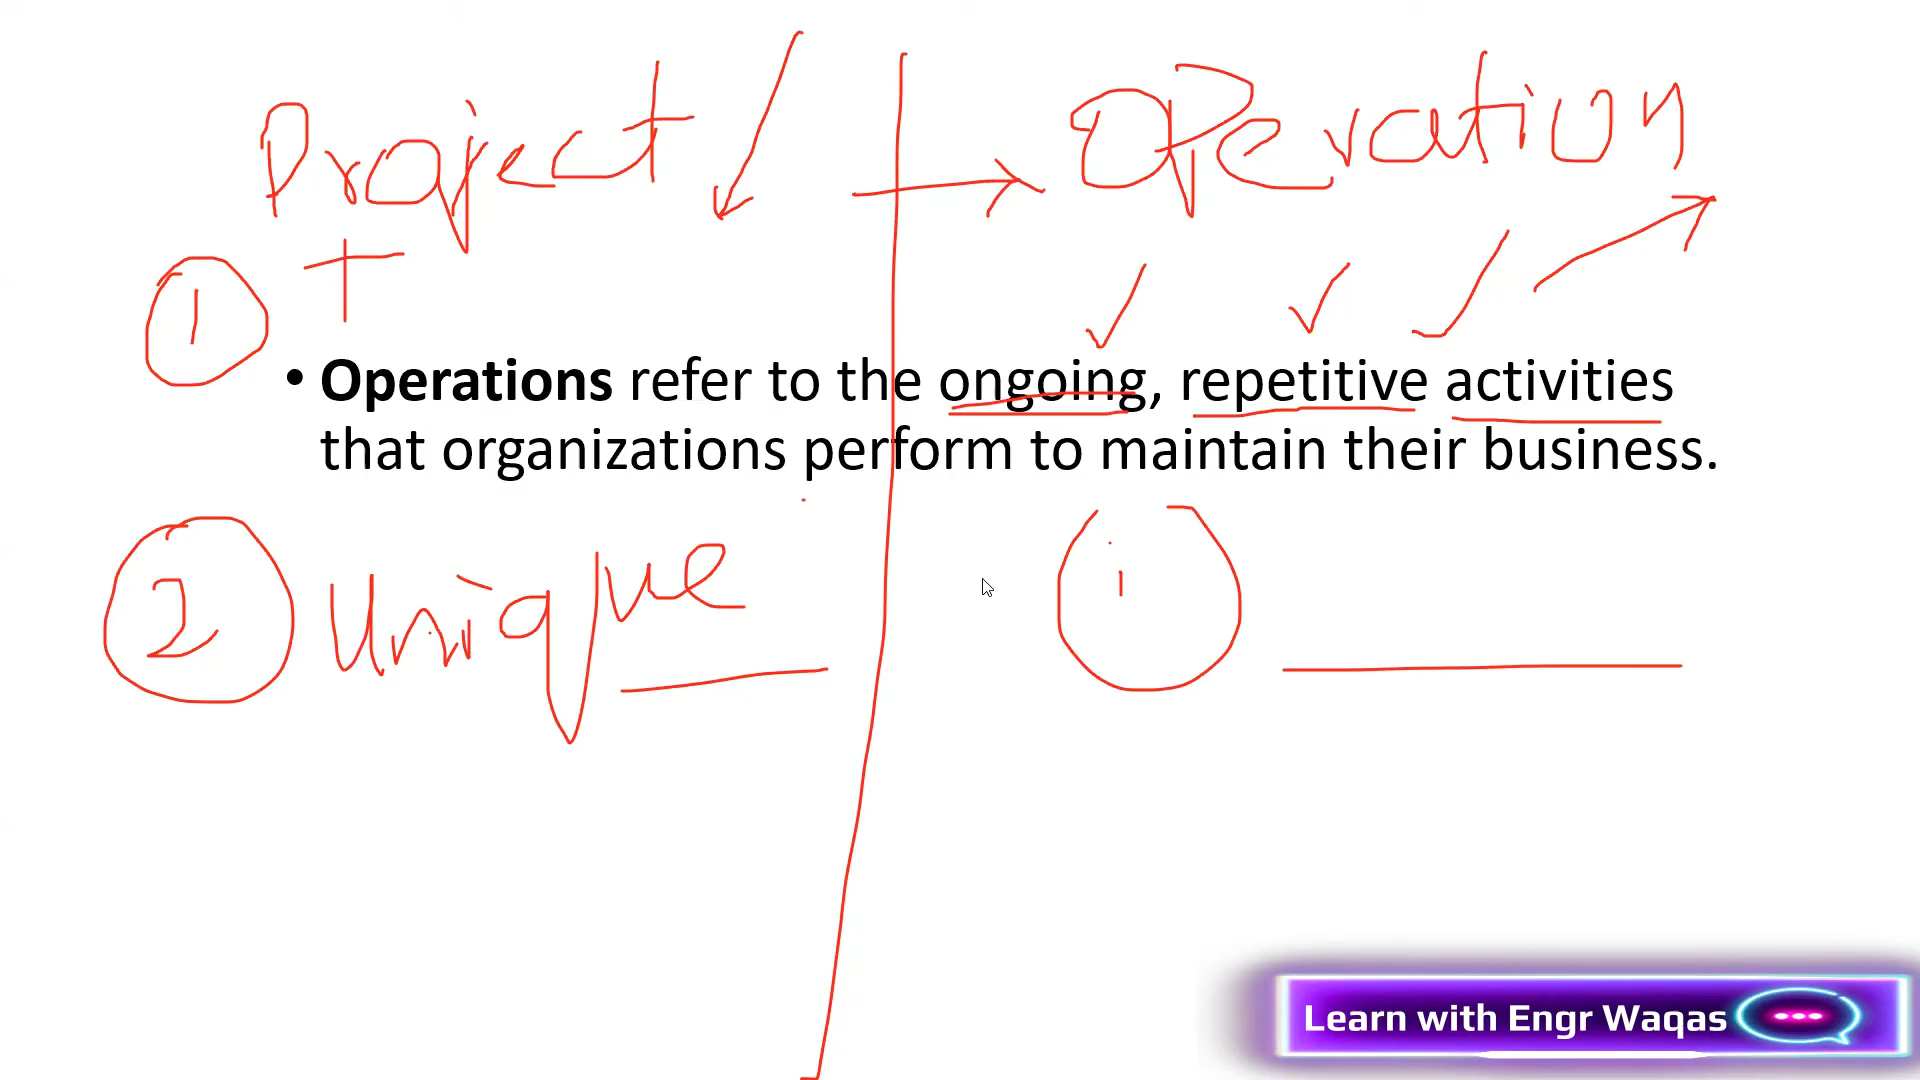 Project Operation
1 T
• Operations refer to the ongoing, repetitive activities
that organizations perform to maintain their business.
2 Unique 1
Learn with Engr Waqas